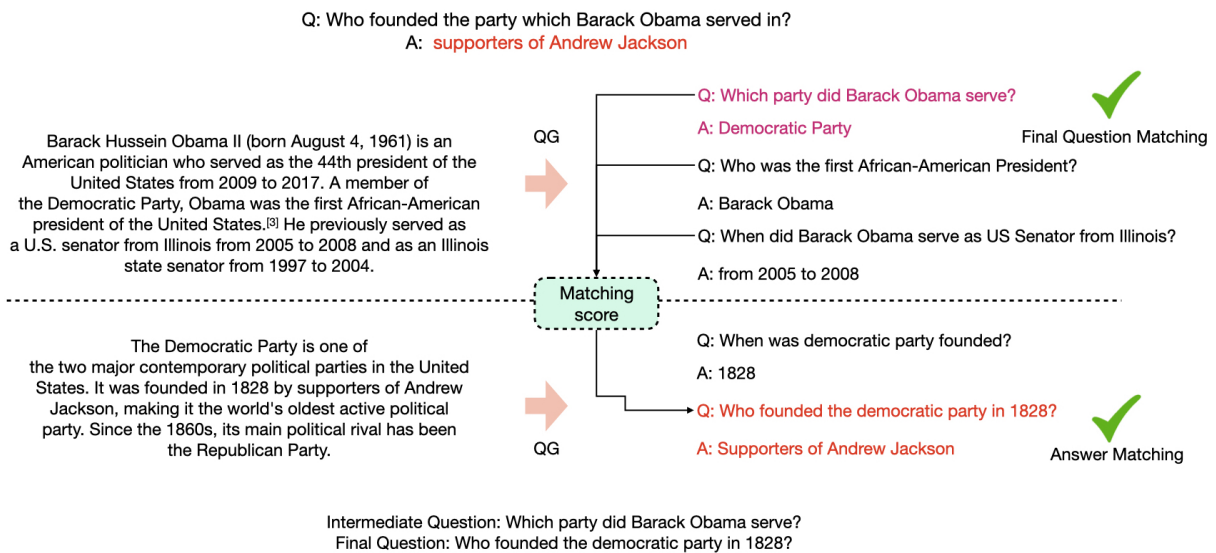 Q: Who founded the party which Barack Obama served in?
A: supporters of Andrew Jackson
Barack Hussein Obama II (born August 4, 1961) is an
American politician who served as the 44th president of the
United States from 2009 to 2017. A member of
the Democratic Party, Obama was the first African-American
president of the United States.[3] He previously served as
a U.S. senator from Illinois from 2005 to 2008 and as an Illinois
state senator from 1997 to 2004.
QG
Q: Which party did Barack Obama serve?
A: Democratic Party
Final Question Matching
Q: Who was the first African-American President?
A: Barack Obama
Q: When did Barack Obama serve as US Senator from Illinois?
A: from 2005 to 2008
Matching
score
The Democratic Party is one of
the two major contemporary political parties in the United
States. It was founded in 1828 by supporters of Andrew
Jackson, making it the world's oldest active political
party. Since the 1860s, its main political rival has been
the Republican Party.
QG
Q: When was democratic party founded?
A: 1828
Q: Who founded the democratic party in 1828?
A: Supporters of Andrew Jackson
Answer Matching
Intermediate Question: Which party did Barack Obama serve?
Final Question: Who founded the democratic party in 1828?